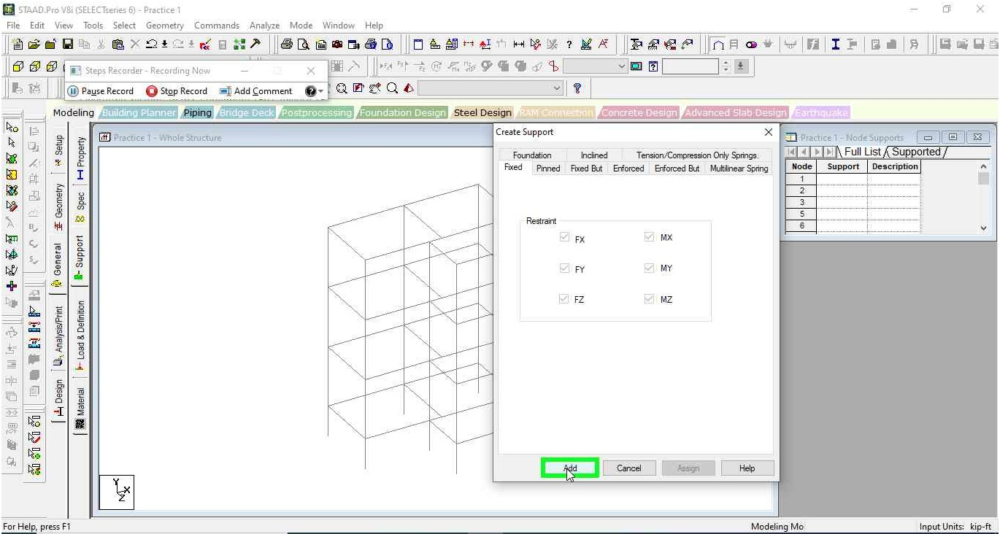 STAAD.Pro V8i (SELECTseries 6) - Practice 1
File Edit View Tools Select Geometry Commands Analyze Mode Window Help
Steps Recorder - Recording Now
Pause Record Stop Record Add Comment
Modeling Building Planner Piping Bridge Deck Postprocessing Foundation Design Steel Design RAM Connection Concrete Design Advanced Slab Design Earthquake
Setup
Geometry
General
Analysis/Print
Design
Property
Spec
Support
Load & Definition
Material
Practice 1 - Whole Structure
Y
X
Z
Create Support
Foundation Inclined Tension/Compression Only Springs.
Fixed Pinned Fixed But Enforced Enforced But Multilinear Spring
Restraint
FX MX
FY MY
FZ MZ
Add Cancel Assign Help
Practice 1 - Node Supports
Full List Supported
Node Support Description
1
2
3
5
6
For Help, press F1 Modeling Mo Input Units: kip-ft